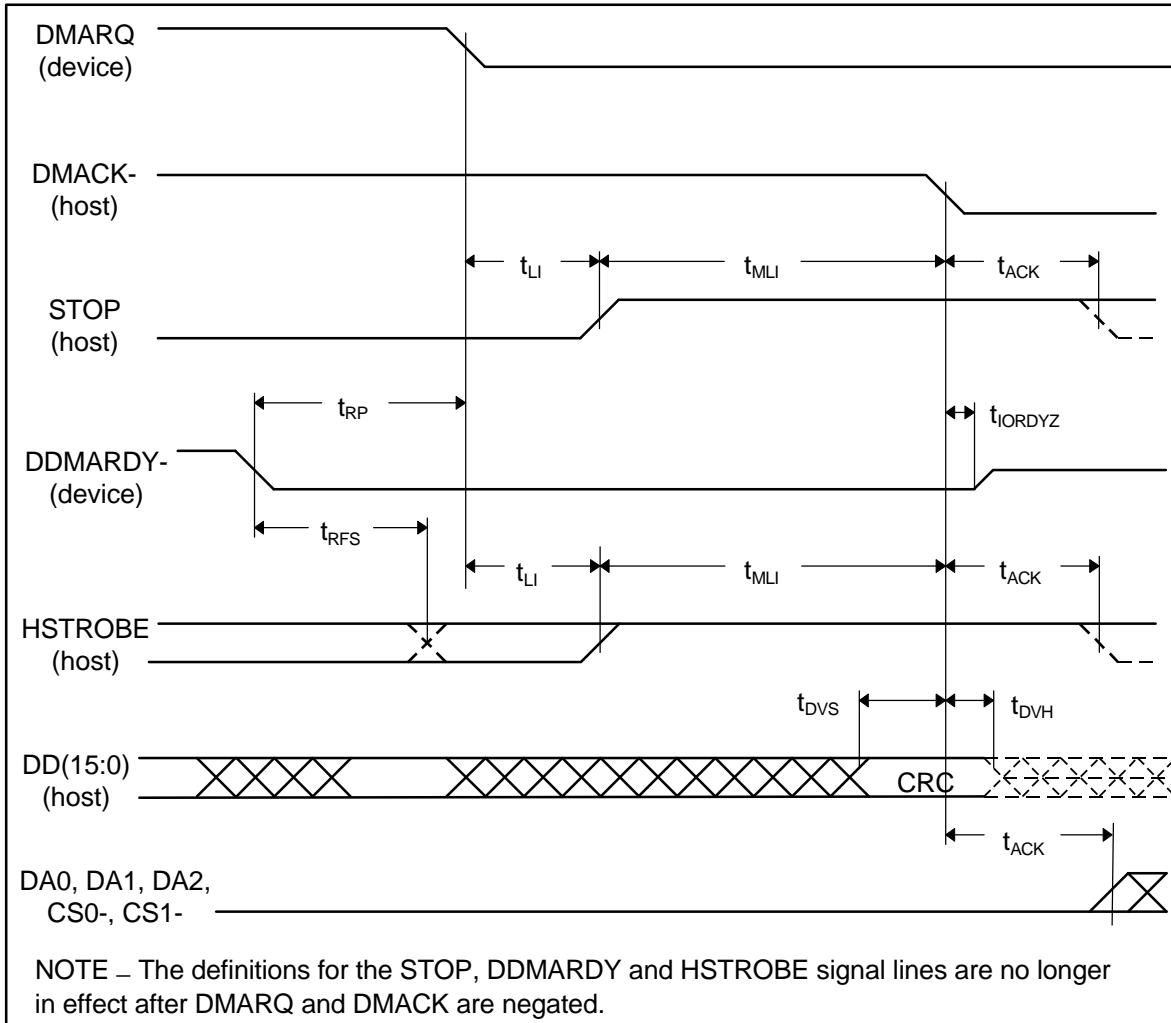 DMARQ
(device)
DMACK-
(host)
tLI
tMLI
tACK
STOP
(host)
tRP
tIORDYZ
DDMARDY-
(device)
tRFS
tLI
tMLI
tACK
HSTROBE
(host)
tDVS
tDVH
DD(15:0)
(host)
CRC
tACK
DA0, DA1, DA2,
CS0-, CS1-
NOTE – The definitions for the STOP, DDMARDY and HSTROBE signal lines are no longer
in effect after DMARQ and DMACK are negated.